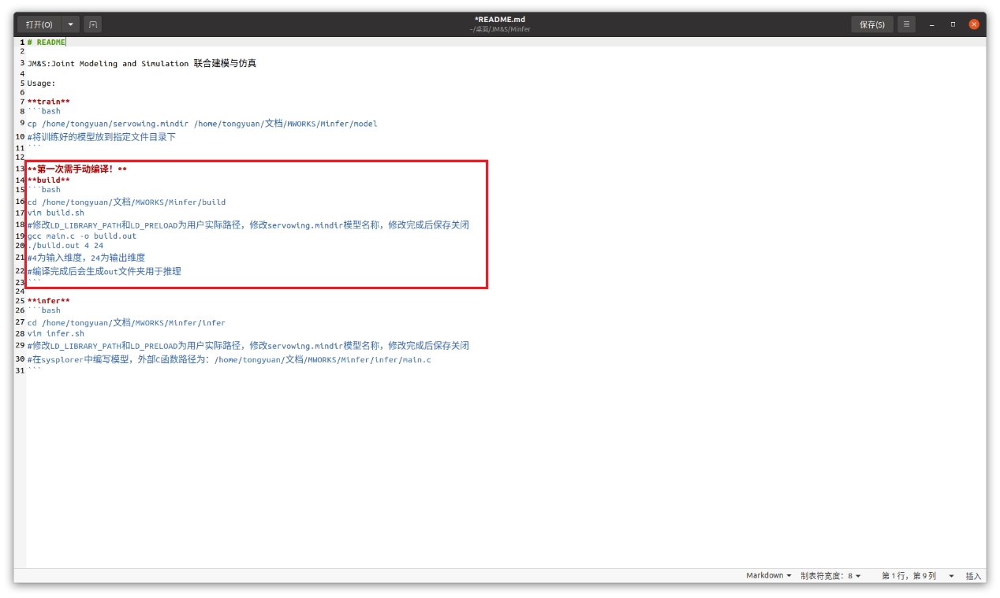 打开(O)
*README.md
~/桌面/JM&S/Minfer
保存(S)
1 # README
2
3 JM&S:Joint Modeling and Simulation 联合建模与仿真
4
5 Usage:
6
7 **train**
8 ```bash
9 cp /home/tongyuan/servowing.mindir /home/tongyuan/文档/MWORKS/Minfer/model
10 #将训练好的模型放到指定文件目录下
11 ```
12
13 **第一次需手动编译！**
14 **build**
15 ```bash
16 cd /home/tongyuan/文档/MWORKS/Minfer/build
17 vim build.sh
18 #修改LD_LIBRARY_PATH和LD_PRELOAD为用户实际路径，修改servowing.mindir模型名称，修改完成后保存关闭
19 gcc main.c -o build.out
20 ./build.out 4 24
21 #4为输入维度，24为输出维度
22 #编译完成后会生成out文件夹用于推理
23 ```
24
25 **infer**
26 ```bash
27 cd /home/tongyuan/文档/MWORKS/Minfer/infer
28 vim infer.sh
29 #修改LD_LIBRARY_PATH和LD_PRELOAD为用户实际路径，修改servowing.mindir模型名称，修改完成后保存关闭
30 #在sysplorer中编写模型，外部C函数路径为：/home/tongyuan/文档/MWORKS/Minfer/infer/main.c
31 ```
Markdown 制表符宽度：8 第 1 行，第 9 列 插入